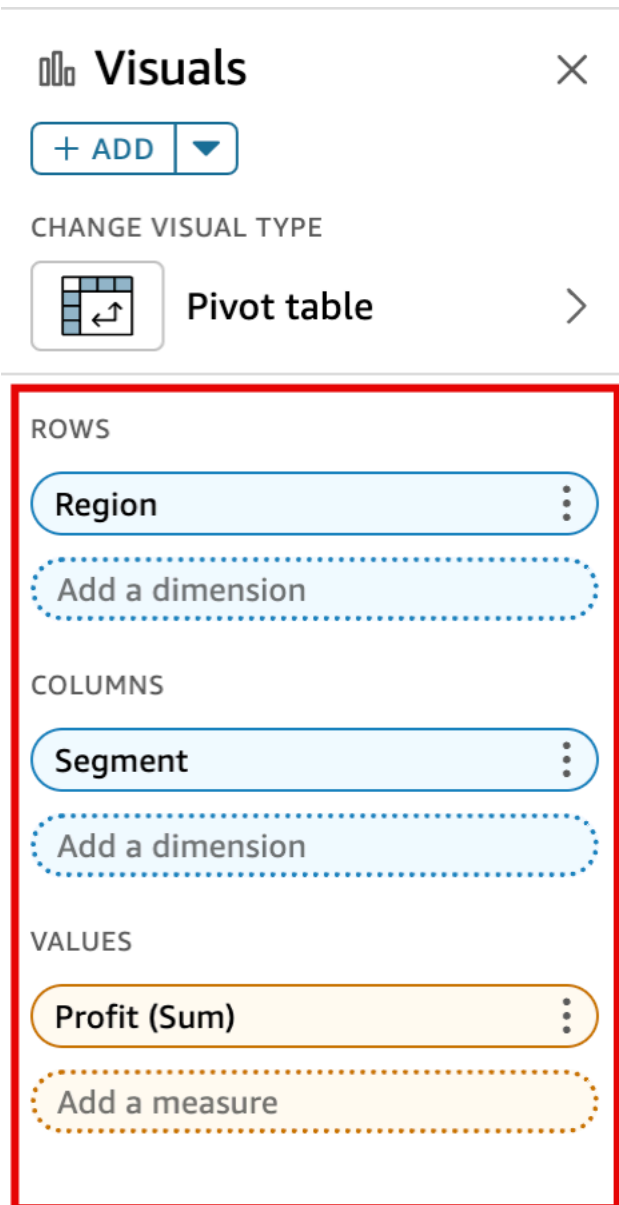 Visuals
+ ADD
CHANGE VISUAL TYPE
Pivot table
ROWS
Region
Add a dimension
COLUMNS
Segment
Add a dimension
VALUES
Profit (Sum)
Add a measure